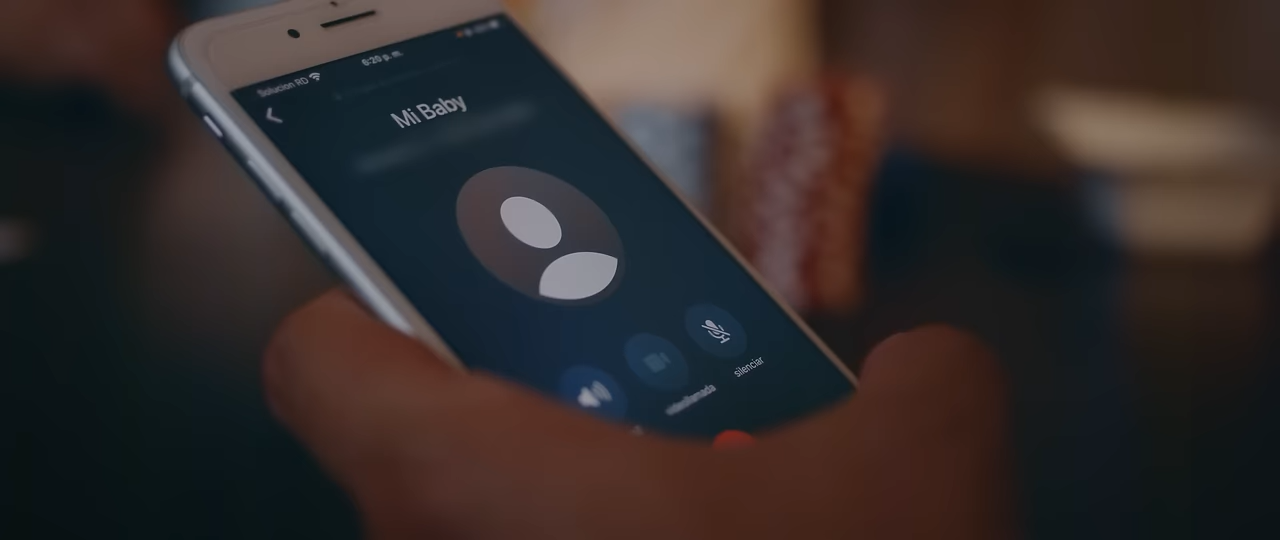 Solucion RD
6:20 p. m.
Mi Baby
silenciar
videollamada